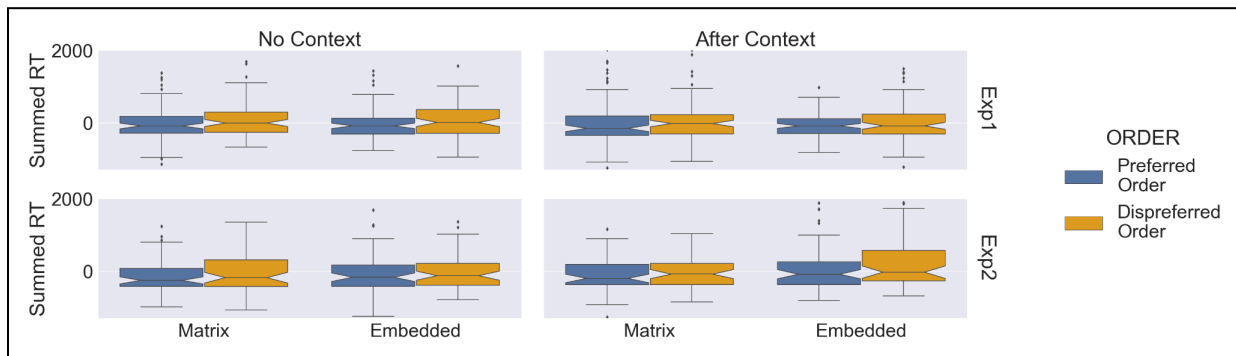 No Context
After Context
2000
Summed RT
0
Exp1
ORDER
Preferred
Order
Dispreferred
Order
2000
Summed RT
0
Exp2
Matrix
Embedded
Matrix
Embedded